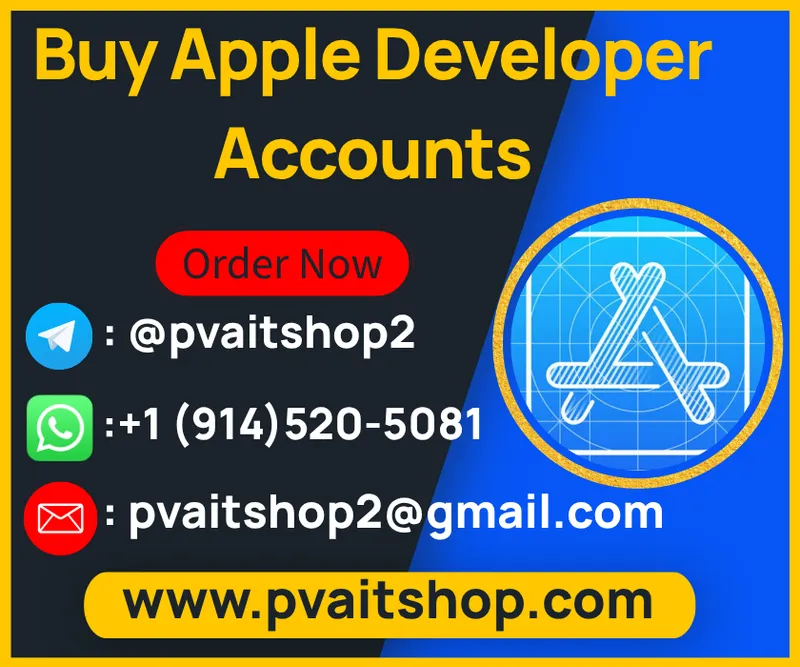 Buy Apple Developer
Accounts
Order Now
: @pvaitshop2
:+1 (914)520-5081
: pvaitshop2@gmail.com
www.pvaitshop.com